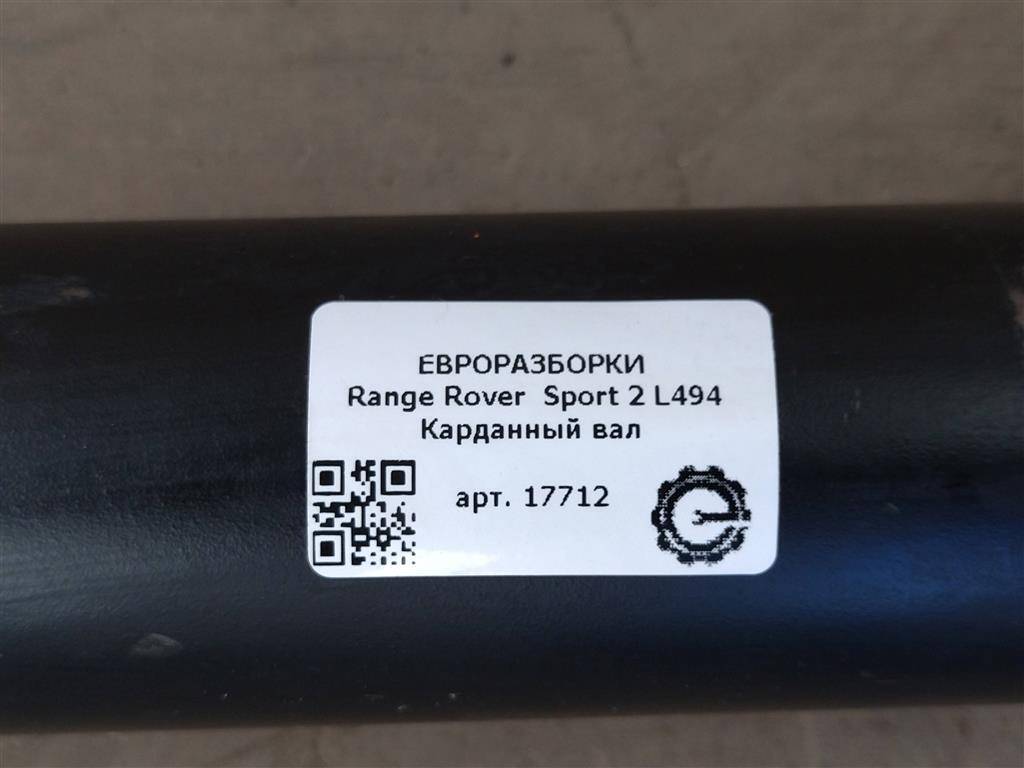 ЕВРОРАЗБОРКИ
Range Rover Sport 2 L494
Карданный вал
арт. 17712